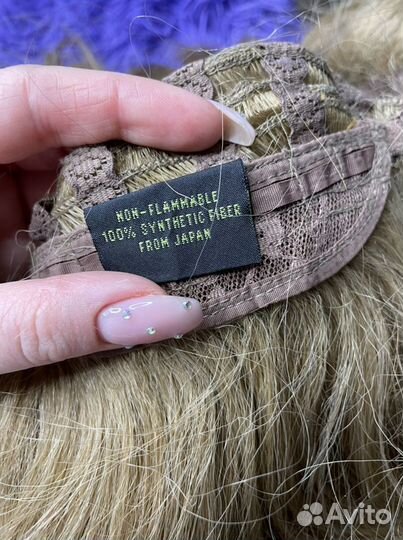 NON-FLAMMABLE
100% SYNTHETIC FIBER
FROM JAPAN
Avito